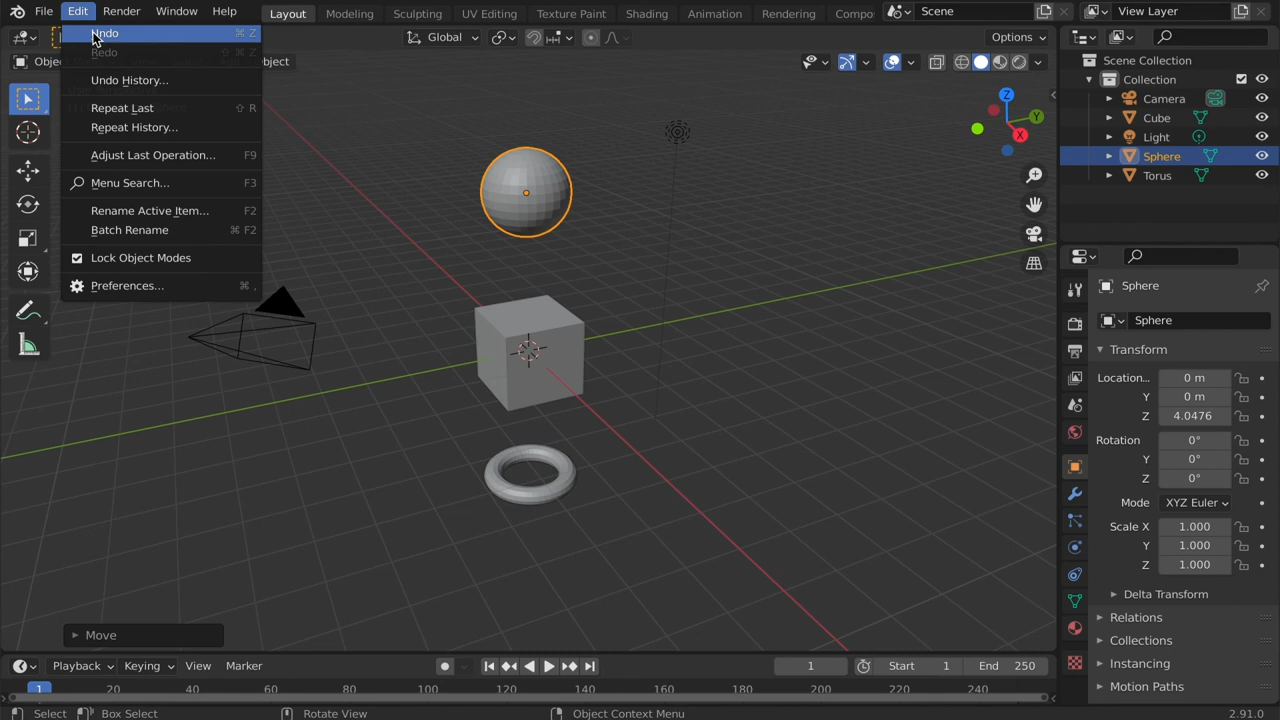 File Edit Render Window Help Layout Modeling Sculpting UV Editing Texture Paint Shading Animation Rendering Compo Scene View Layer
Undo ⌘ Z
Redo ⇧ ⌘ Z
Undo History...
Repeat Last ⇧ R
Repeat History...
Adjust Last Operation... F9
Menu Search... F3
Rename Active Item... F2
Batch Rename ⌘ F2
Lock Object Modes
Preferences... ⌘ ,
Global
Options
Z
Y
X
Scene Collection
Collection
Camera
Cube
Light
Sphere
Torus
Sphere
Sphere
Transform
Location... 0 m
Y 0 m
Z 4.0476
Rotation 0°
Y 0°
Z 0°
Mode XYZ Euler
Scale X 1.000
Y 1.000
Z 1.000
Delta Transform
Relations
Collections
Instancing
Motion Paths
Move
Playback Keying View Marker 1 Start 1 End 250
1 20 40 60 80 100 120 140 160 180 200 220 240
Select Box Select Rotate View Object Context Menu 2.91.0